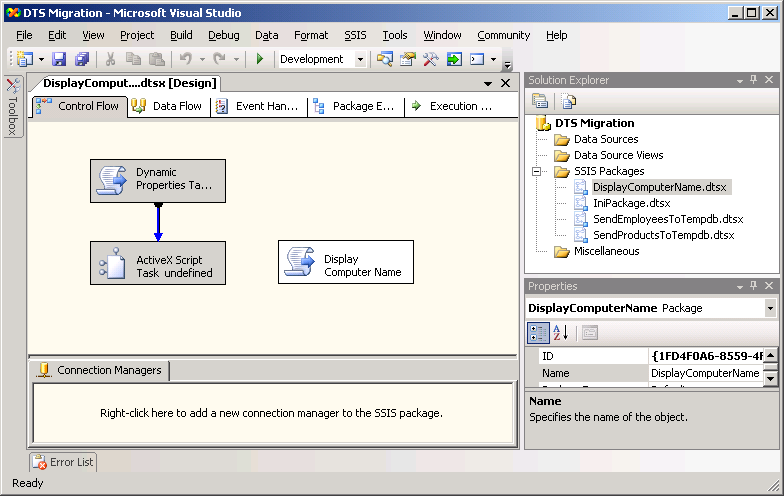 DTS Migration - Microsoft Visual Studio
File Edit View Project Build Debug Data Format SSIS Tools Window Community Help
Development
Toolbox
DisplayComput....dtsx [Design]
Control Flow Data Flow Event Han... Package E... Execution ...
Dynamic
Properties Ta...
ActiveX Script
Task undefined
Display
Computer Name
Connection Managers
Right-click here to add a new connection manager to the SSIS package.
Solution Explorer
DTS Migration
Data Sources
Data Source Views
SSIS Packages
DisplayComputerName.dtsx
IniPackage.dtsx
SendEmployeesToTempdb.dtsx
SendProductsToTempdb.dtsx
Miscellaneous
Properties
DisplayComputerName Package
ID {1FD4F0A6-8559-4F
Name DisplayComputerName
Name
Specifies the name of the object.
Error List
Ready